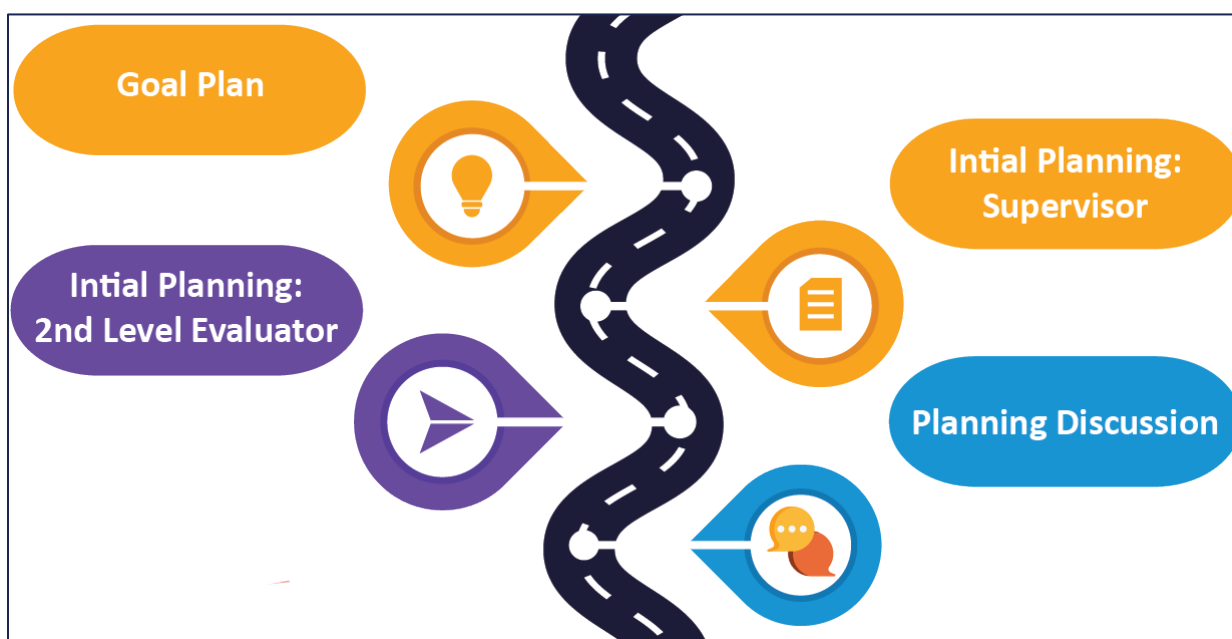 Goal Plan
Intial Planning:
Supervisor
Intial Planning:
2nd Level Evaluator
Planning Discussion